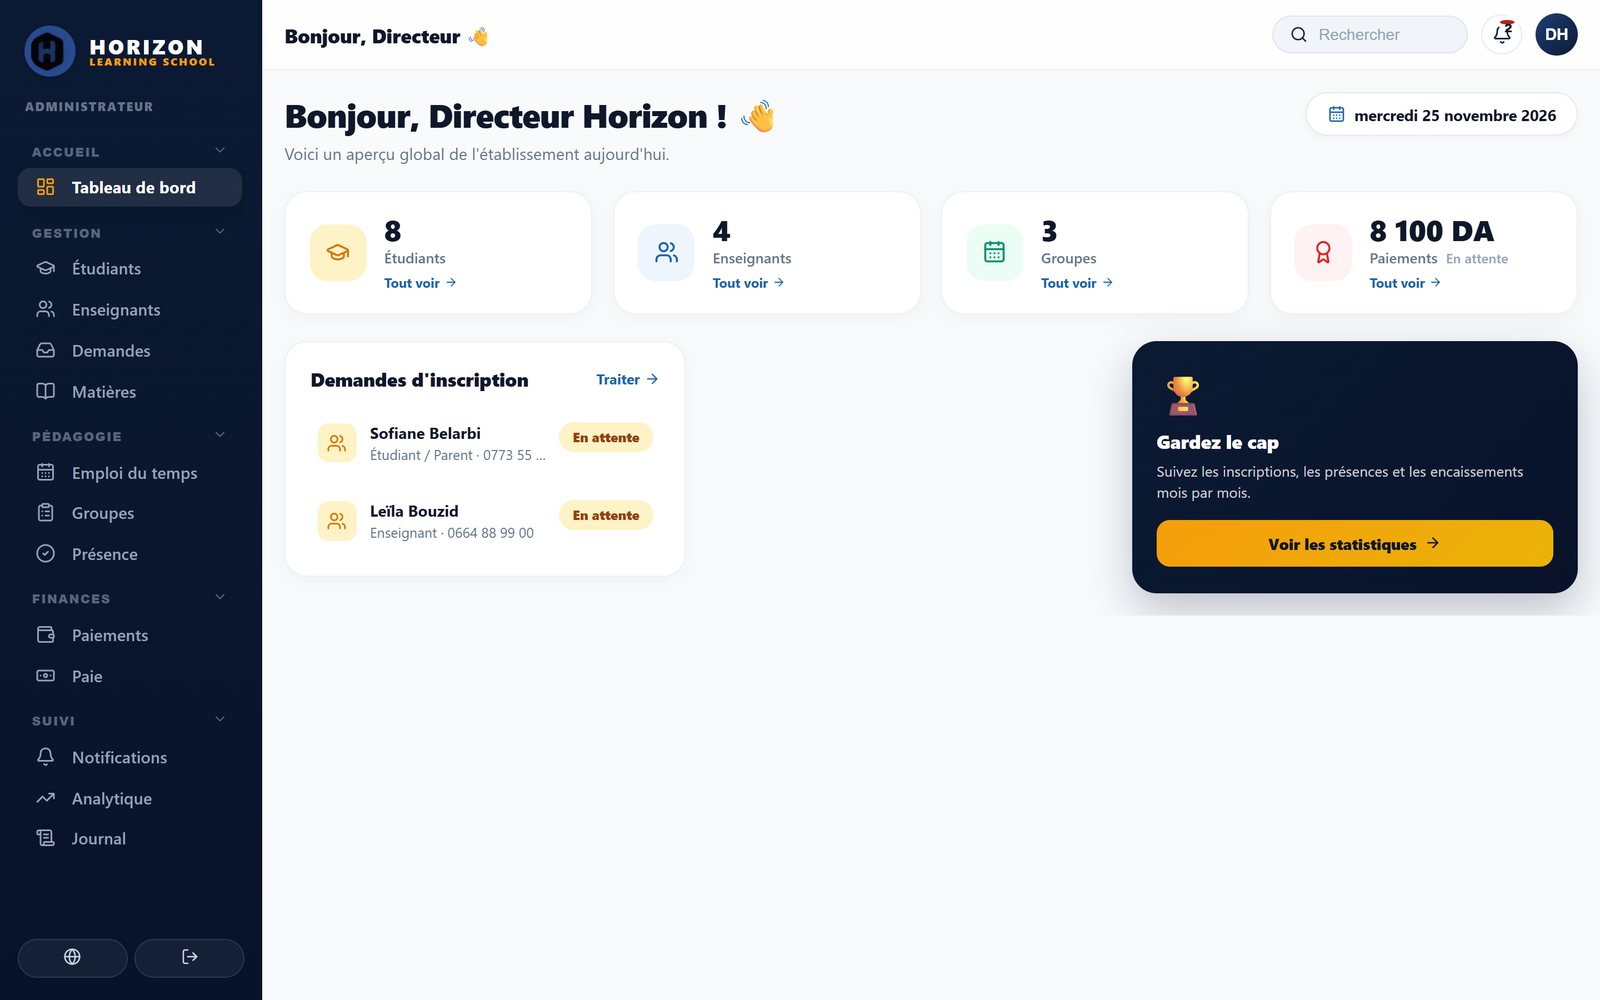 HORIZON
LEARNING SCHOOL
ADMINISTRATEUR
ACCUEIL
Tableau de bord
GESTION
Étudiants
Enseignants
Demandes
Matières
PÉDAGOGIE
Emploi du temps
Groupes
Présence
FINANCES
Paiements
Paie
SUIVI
Notifications
Analytique
Journal
Bonjour, Directeur 👋
Rechercher
2
DH
Bonjour, Directeur Horizon ! 👋
Voici un aperçu global de l'établissement aujourd'hui.
mercredi 25 novembre 2026
8
Étudiants
Tout voir →
4
Enseignants
Tout voir →
3
Groupes
Tout voir →
8 100 DA
Paiements En attente
Tout voir →
Demandes d'inscription
Traiter →
Sofiane Belarbi
Étudiant / Parent · 0773 55 ...
En attente
Leïla Bouzid
Enseignant · 0664 88 99 00
En attente
Gardez le cap
Suivez les inscriptions, les présences et les encaissements
mois par mois.
Voir les statistiques →